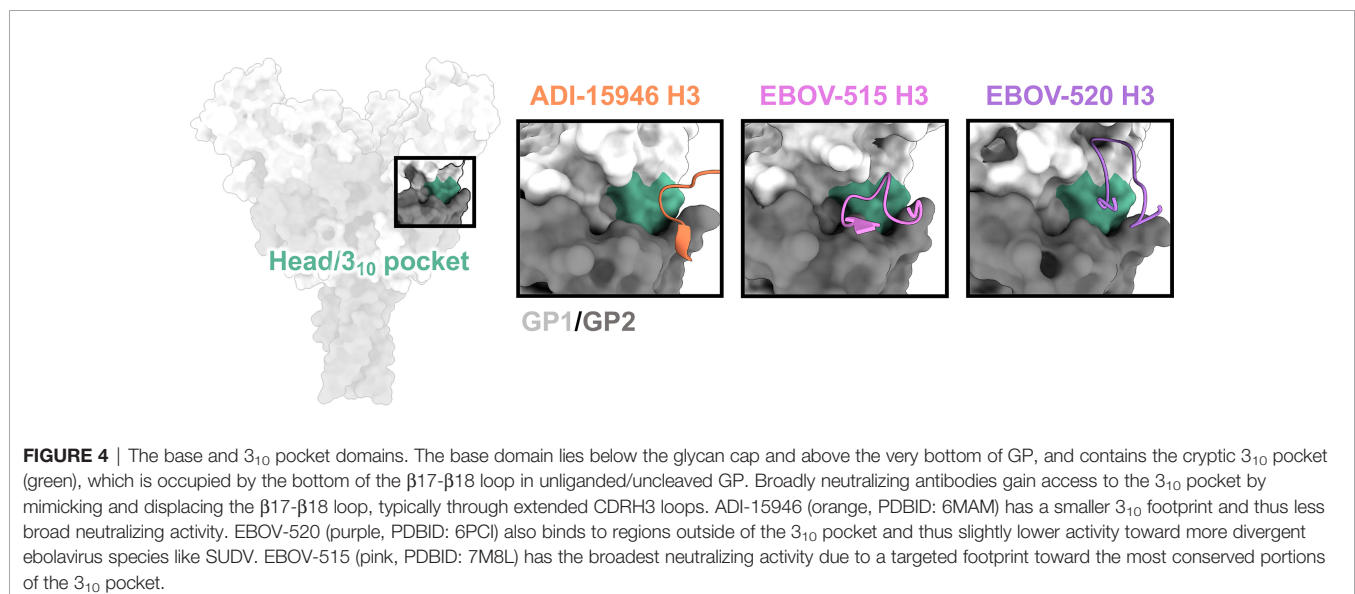 ADI-15946 H3
EBOV-515 H3
EBOV-520 H3
Head/3₁₀ pocket
GP1/GP2
FIGURE 4 | The base and 3₁₀ pocket domains. The base domain lies below the glycan cap and above the very bottom of GP, and contains the cryptic 3₁₀ pocket
(green), which is occupied by the bottom of the β17-β18 loop in unliganded/uncleaved GP. Broadly neutralizing antibodies gain access to the 3₁₀ pocket by
mimicking and displacing the β17-β18 loop, typically through extended CDRH3 loops. ADI-15946 (orange, PDBID: 6MAM) has a smaller 3₁₀ footprint and thus less
broad neutralizing activity. EBOV-520 (purple, PDBID: 6PCI) also binds to regions outside of the 3₁₀ pocket and thus slightly lower activity toward more divergent
ebolavirus species like SUDV. EBOV-515 (pink, PDBID: 7M8L) has the broadest neutralizing activity due to a targeted footprint toward the most conserved portions
of the 3₁₀ pocket.